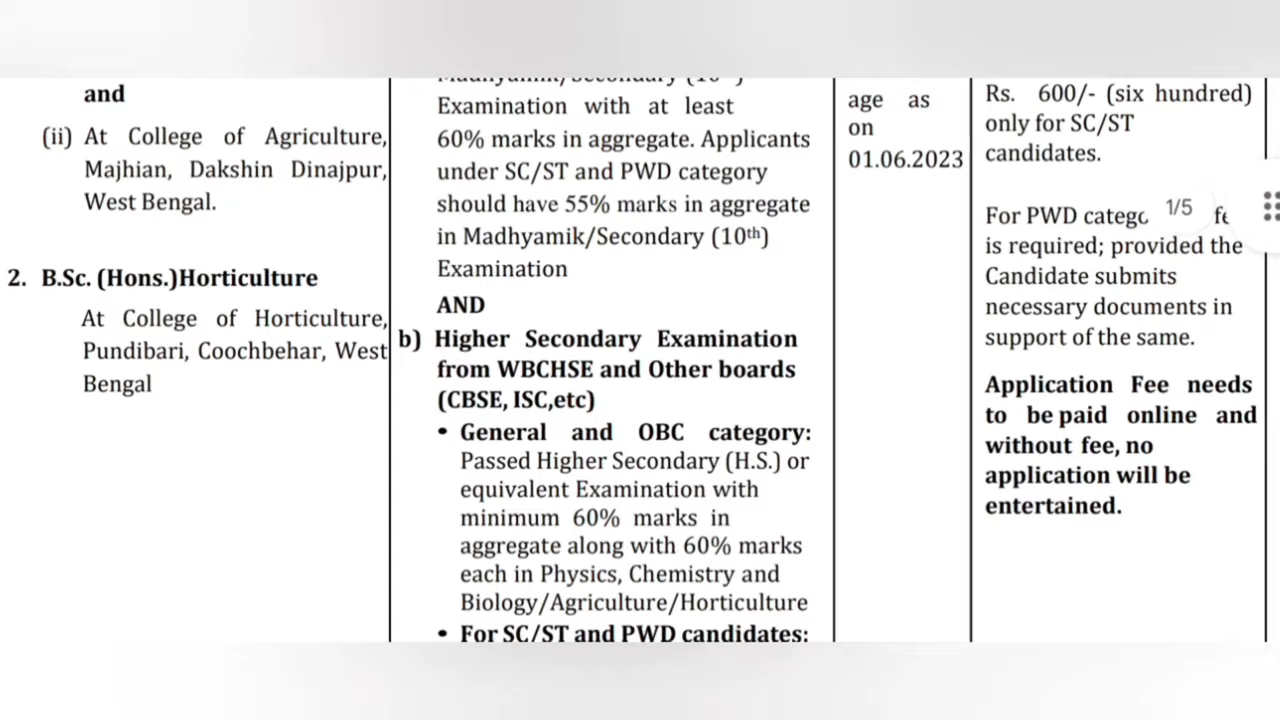 and
(ii) At College of Agriculture,
Majhian, Dakshin Dinajpur,
West Bengal.
2. B.Sc. (Hons.)Horticulture
At College of Horticulture,
Pundibari, Coochbehar, West
Bengal
Examination with at least
60% marks in aggregate. Applicants
under SC/ST and PWD category
should have 55% marks in aggregate
in Madhyamik/Secondary (10th)
Examination
AND
b) Higher Secondary Examination
from WBCHSE and Other boards
(CBSE, ISC,etc)
• General and OBC category:
Passed Higher Secondary (H.S.) or
equivalent Examination with
minimum 60% marks in
aggregate along with 60% marks
each in Physics, Chemistry and
Biology/Agriculture/Horticulture
• For SC/ST and PWD candidates:
age as
on
01.06.2023
Rs. 600/- (six hundred)
only for SC/ST
candidates.
For PWD
is required; provided the
Candidate submits
necessary documents in
support of the same.
Application Fee needs
to be paid online and
without fee, no
application will be
entertained.
1/5